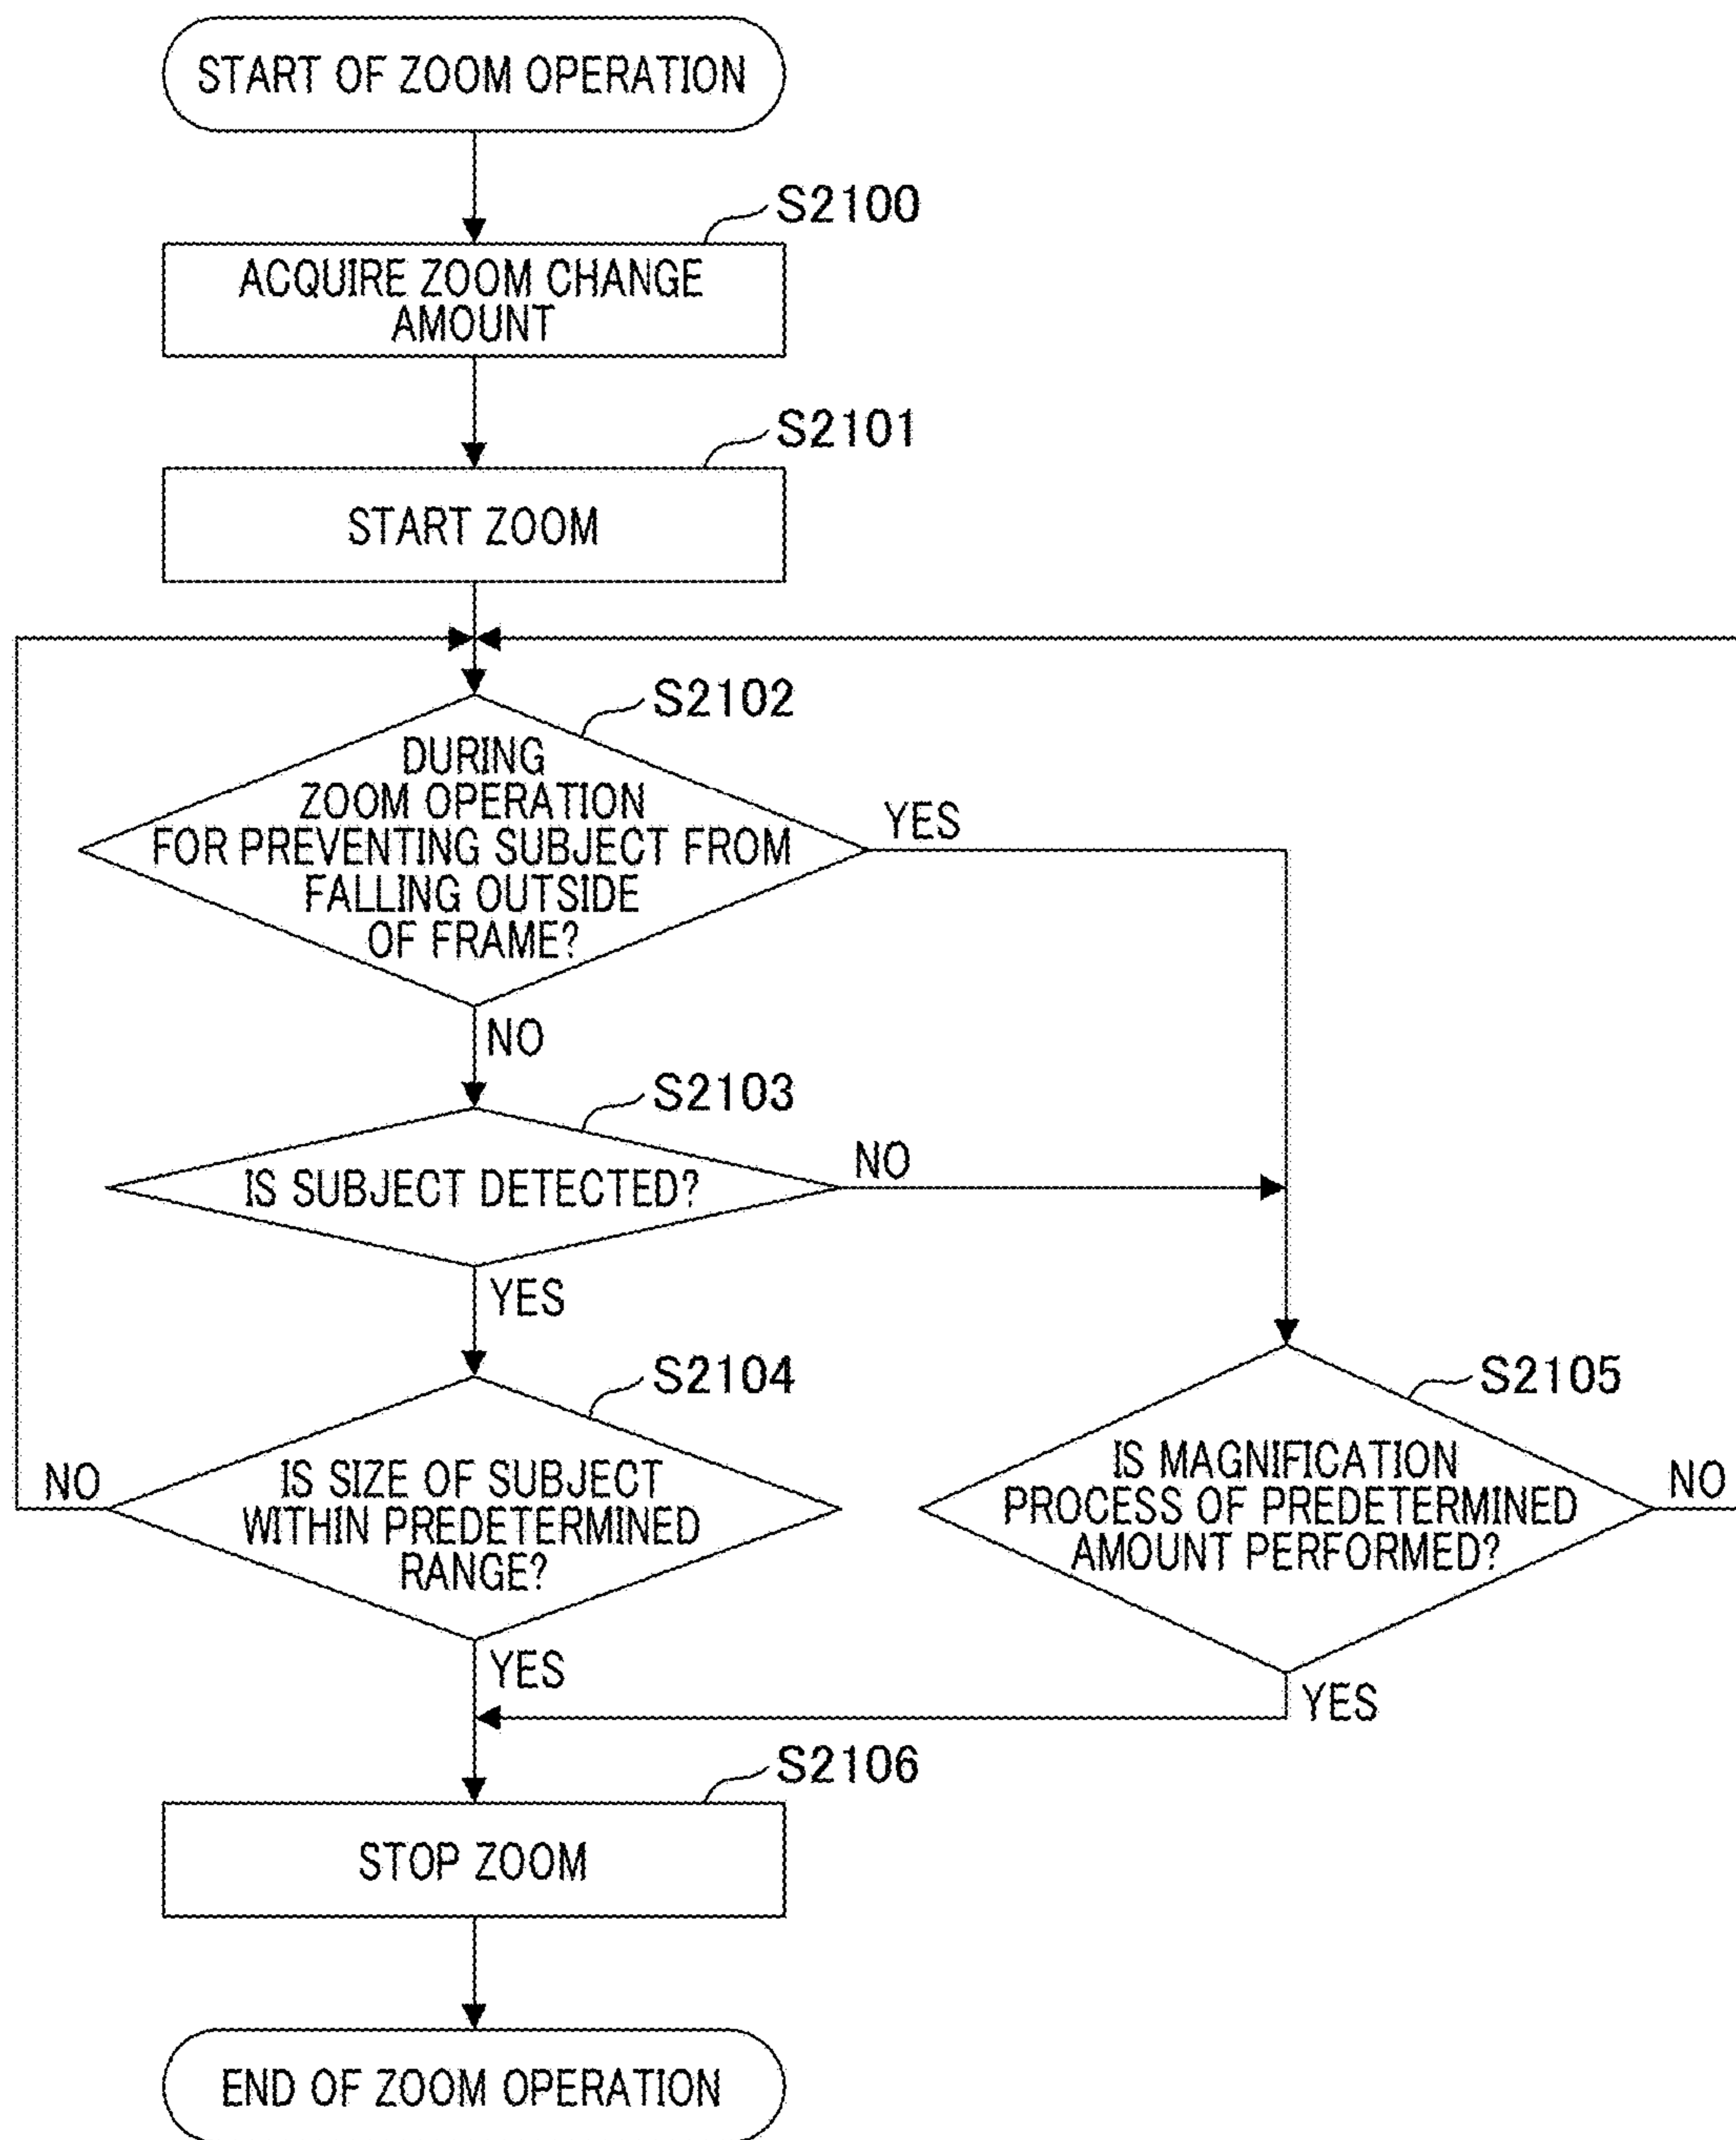 START OF ZOOM OPERATION
S2100
ACQUIRE ZOOM CHANGE
AMOUNT
S2101
START ZOOM
S2102
DURING
ZOOM OPERATION
FOR PREVENTING SUBJECT FROM
FALLING OUTSIDE
OF FRAME?
YES
NO
S2103
IS SUBJECT DETECTED?
NO
YES
S2104
IS SIZE OF SUBJECT
WITHIN PREDETERMINED
RANGE?
NO
YES
S2105
IS MAGNIFICATION
PROCESS OF PREDETERMINED
AMOUNT PERFORMED?
NO
YES
S2106
STOP ZOOM
END OF ZOOM OPERATION